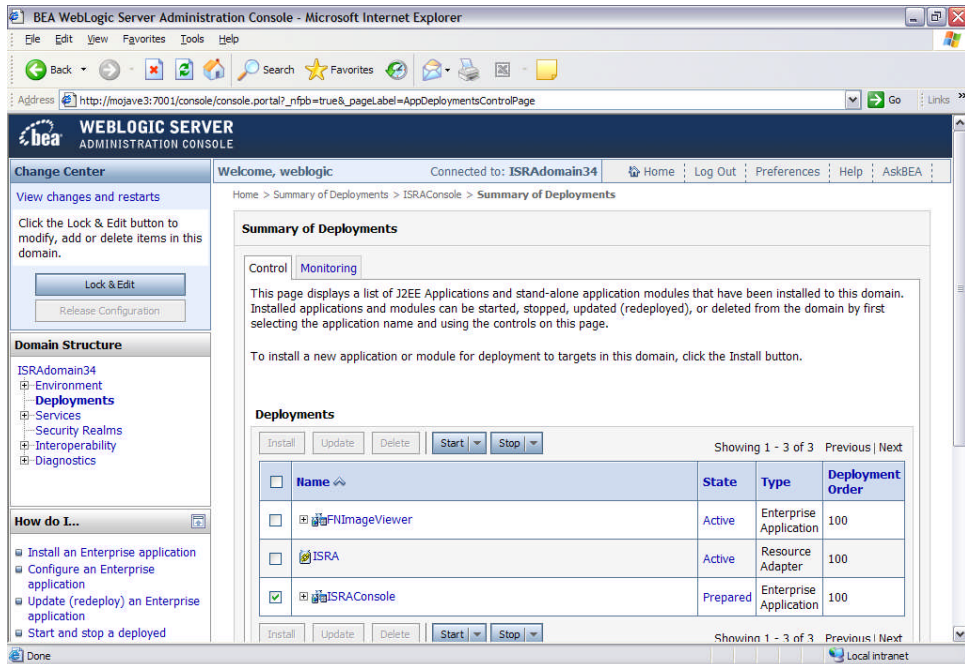 BEA WebLogic Server Administration Console - Microsoft Internet Explorer
File Edit View Favorites Tools Help
Back Search Favorites
Address http://mojave3:7001/console/console.portal?_nfpb=true&_pageLabel=AppDeploymentsControlPage Go Links »
bea WEBLOGIC SERVER
ADMINISTRATION CONSOLE
Change Center
View changes and restarts
Click the Lock & Edit button to
modify, add or delete items in this
domain.
Lock & Edit
Release Configuration
Domain Structure
ISRAdomain34
Environment
Deployments
Services
Security Realms
Interoperability
Diagnostics
How do I...
Install an Enterprise application
Configure an Enterprise
application
Update (redeploy) an Enterprise
application
Start and stop a deployed
Welcome, weblogic Connected to: ISRAdomain34 Home Log Out Preferences Help AskBEA
Home > Summary of Deployments > ISRAConsole > Summary of Deployments
Summary of Deployments
Control Monitoring
This page displays a list of J2EE Applications and stand-alone application modules that have been installed to this domain.
Installed applications and modules can be started, stopped, updated (redeployed), or deleted from the domain by first
selecting the application name and using the controls on this page.
To install a new application or module for deployment to targets in this domain, click the Install button.
Deployments
Install Update Delete Start Stop Showing 1 - 3 of 3 Previous | Next
Name State Type Deployment Order
FNImageViewer Active Enterprise Application 100
ISRA Active Resource Adapter 100
ISRAConsole Prepared Enterprise Application 100
Install Update Delete Start Stop Showing 1 - 3 of 3 Previous | Next
Done Local intranet